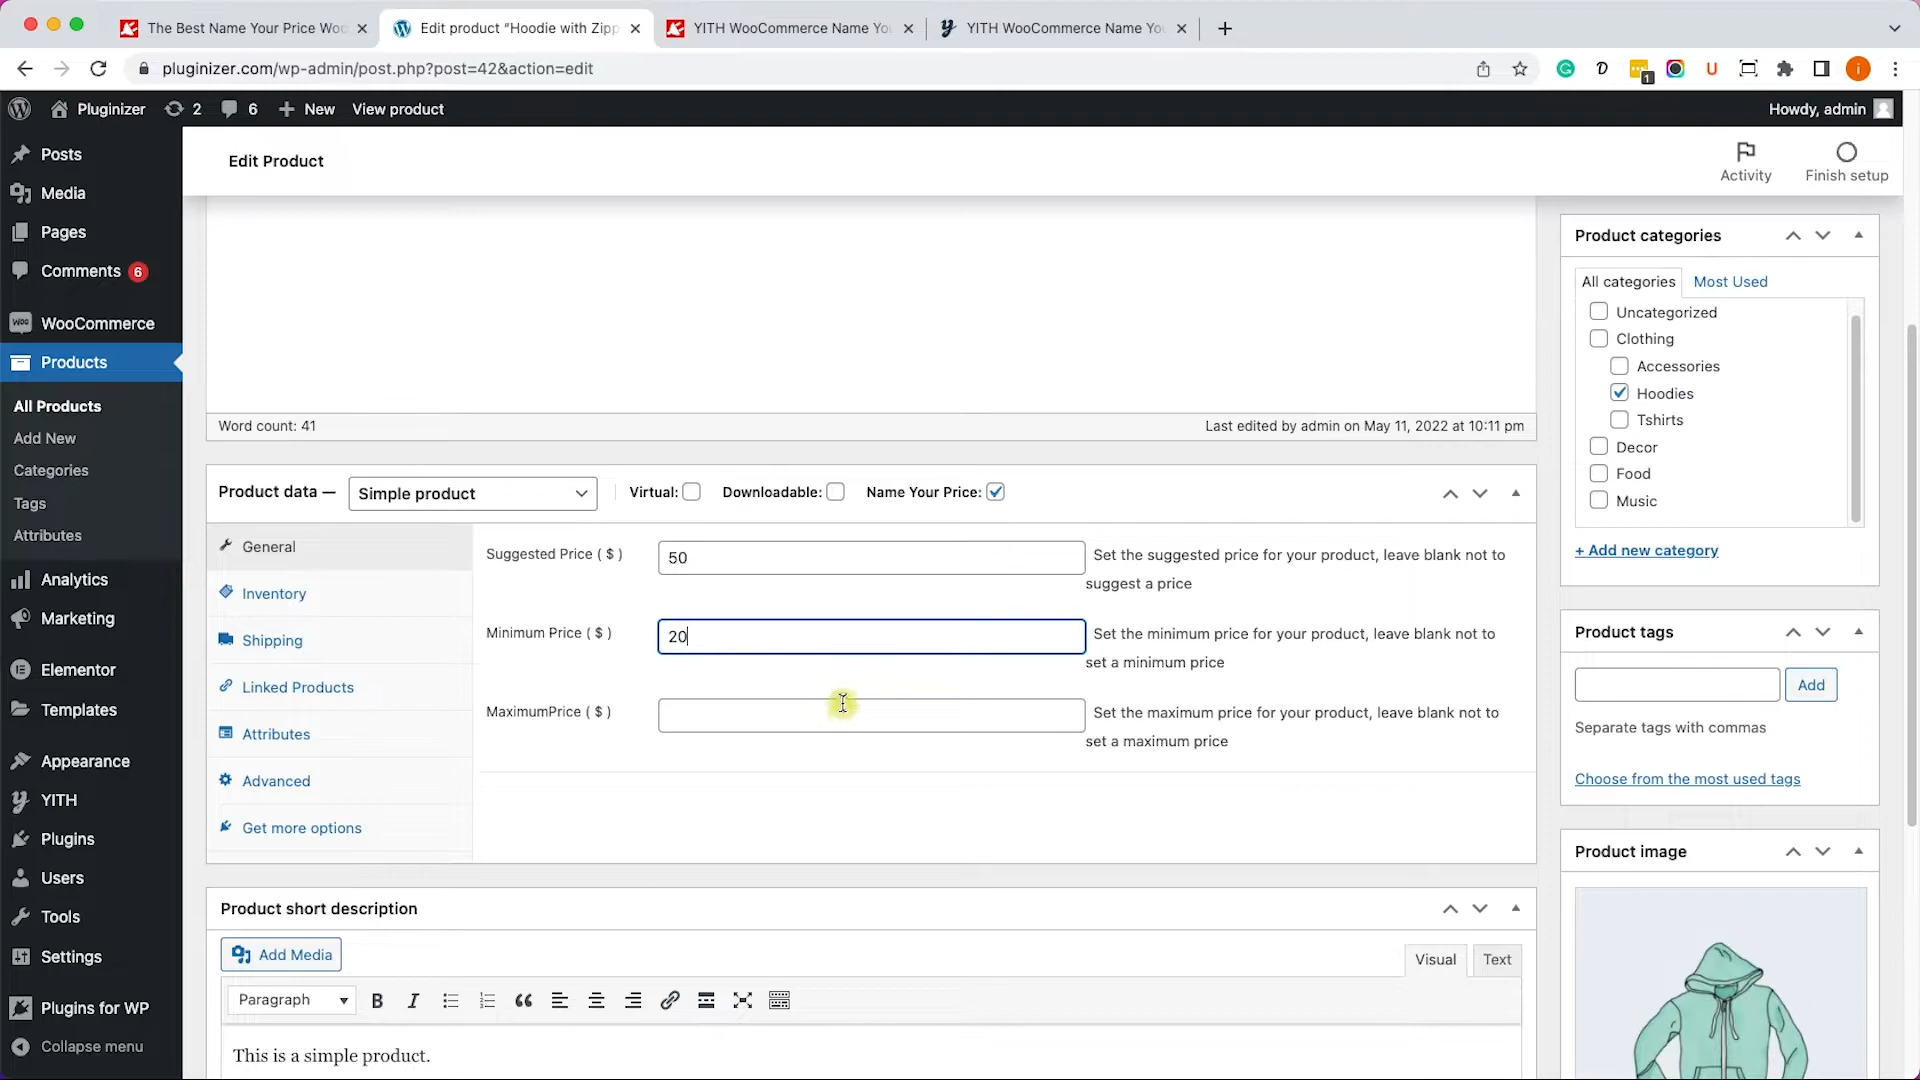 The Best Name Your Price Woo
Edit product “Hoodie with Zipp
YITH WooCommerce Name You
YITH WooCommerce Name You
pluginizer.com/wp-admin/post.php?post=42&action=edit
1
i
Pluginizer
2
6
New
View product
Howdy, admin
Posts
Media
Pages
Comments 6
WooCommerce
Products
All Products
Add New
Categories
Tags
Attributes
Analytics
Marketing
Elementor
Templates
Appearance
YITH
Plugins
Users
Tools
Settings
Plugins for WP
Collapse menu
Edit Product
Activity
Finish setup
Word count: 41
Last edited by admin on May 11, 2022 at 10:11 pm
Product data —
Simple product
Virtual:
Downloadable:
Name Your Price:
General
Inventory
Shipping
Linked Products
Attributes
Advanced
Get more options
Suggested Price ( $ )
50
Set the suggested price for your product, leave blank not to
suggest a price
Minimum Price ( $ )
20
Set the minimum price for your product, leave blank not to
set a minimum price
MaximumPrice ( $ )
Set the maximum price for your product, leave blank not to
set a maximum price
Product short description
Add Media
Visual
Text
Paragraph
This is a simple product.
Product categories
All categories
Most Used
Uncategorized
Clothing
Accessories
Hoodies
Tshirts
Decor
Food
Music
+ Add new category
Product tags
Add
Separate tags with commas
Choose from the most used tags
Product image